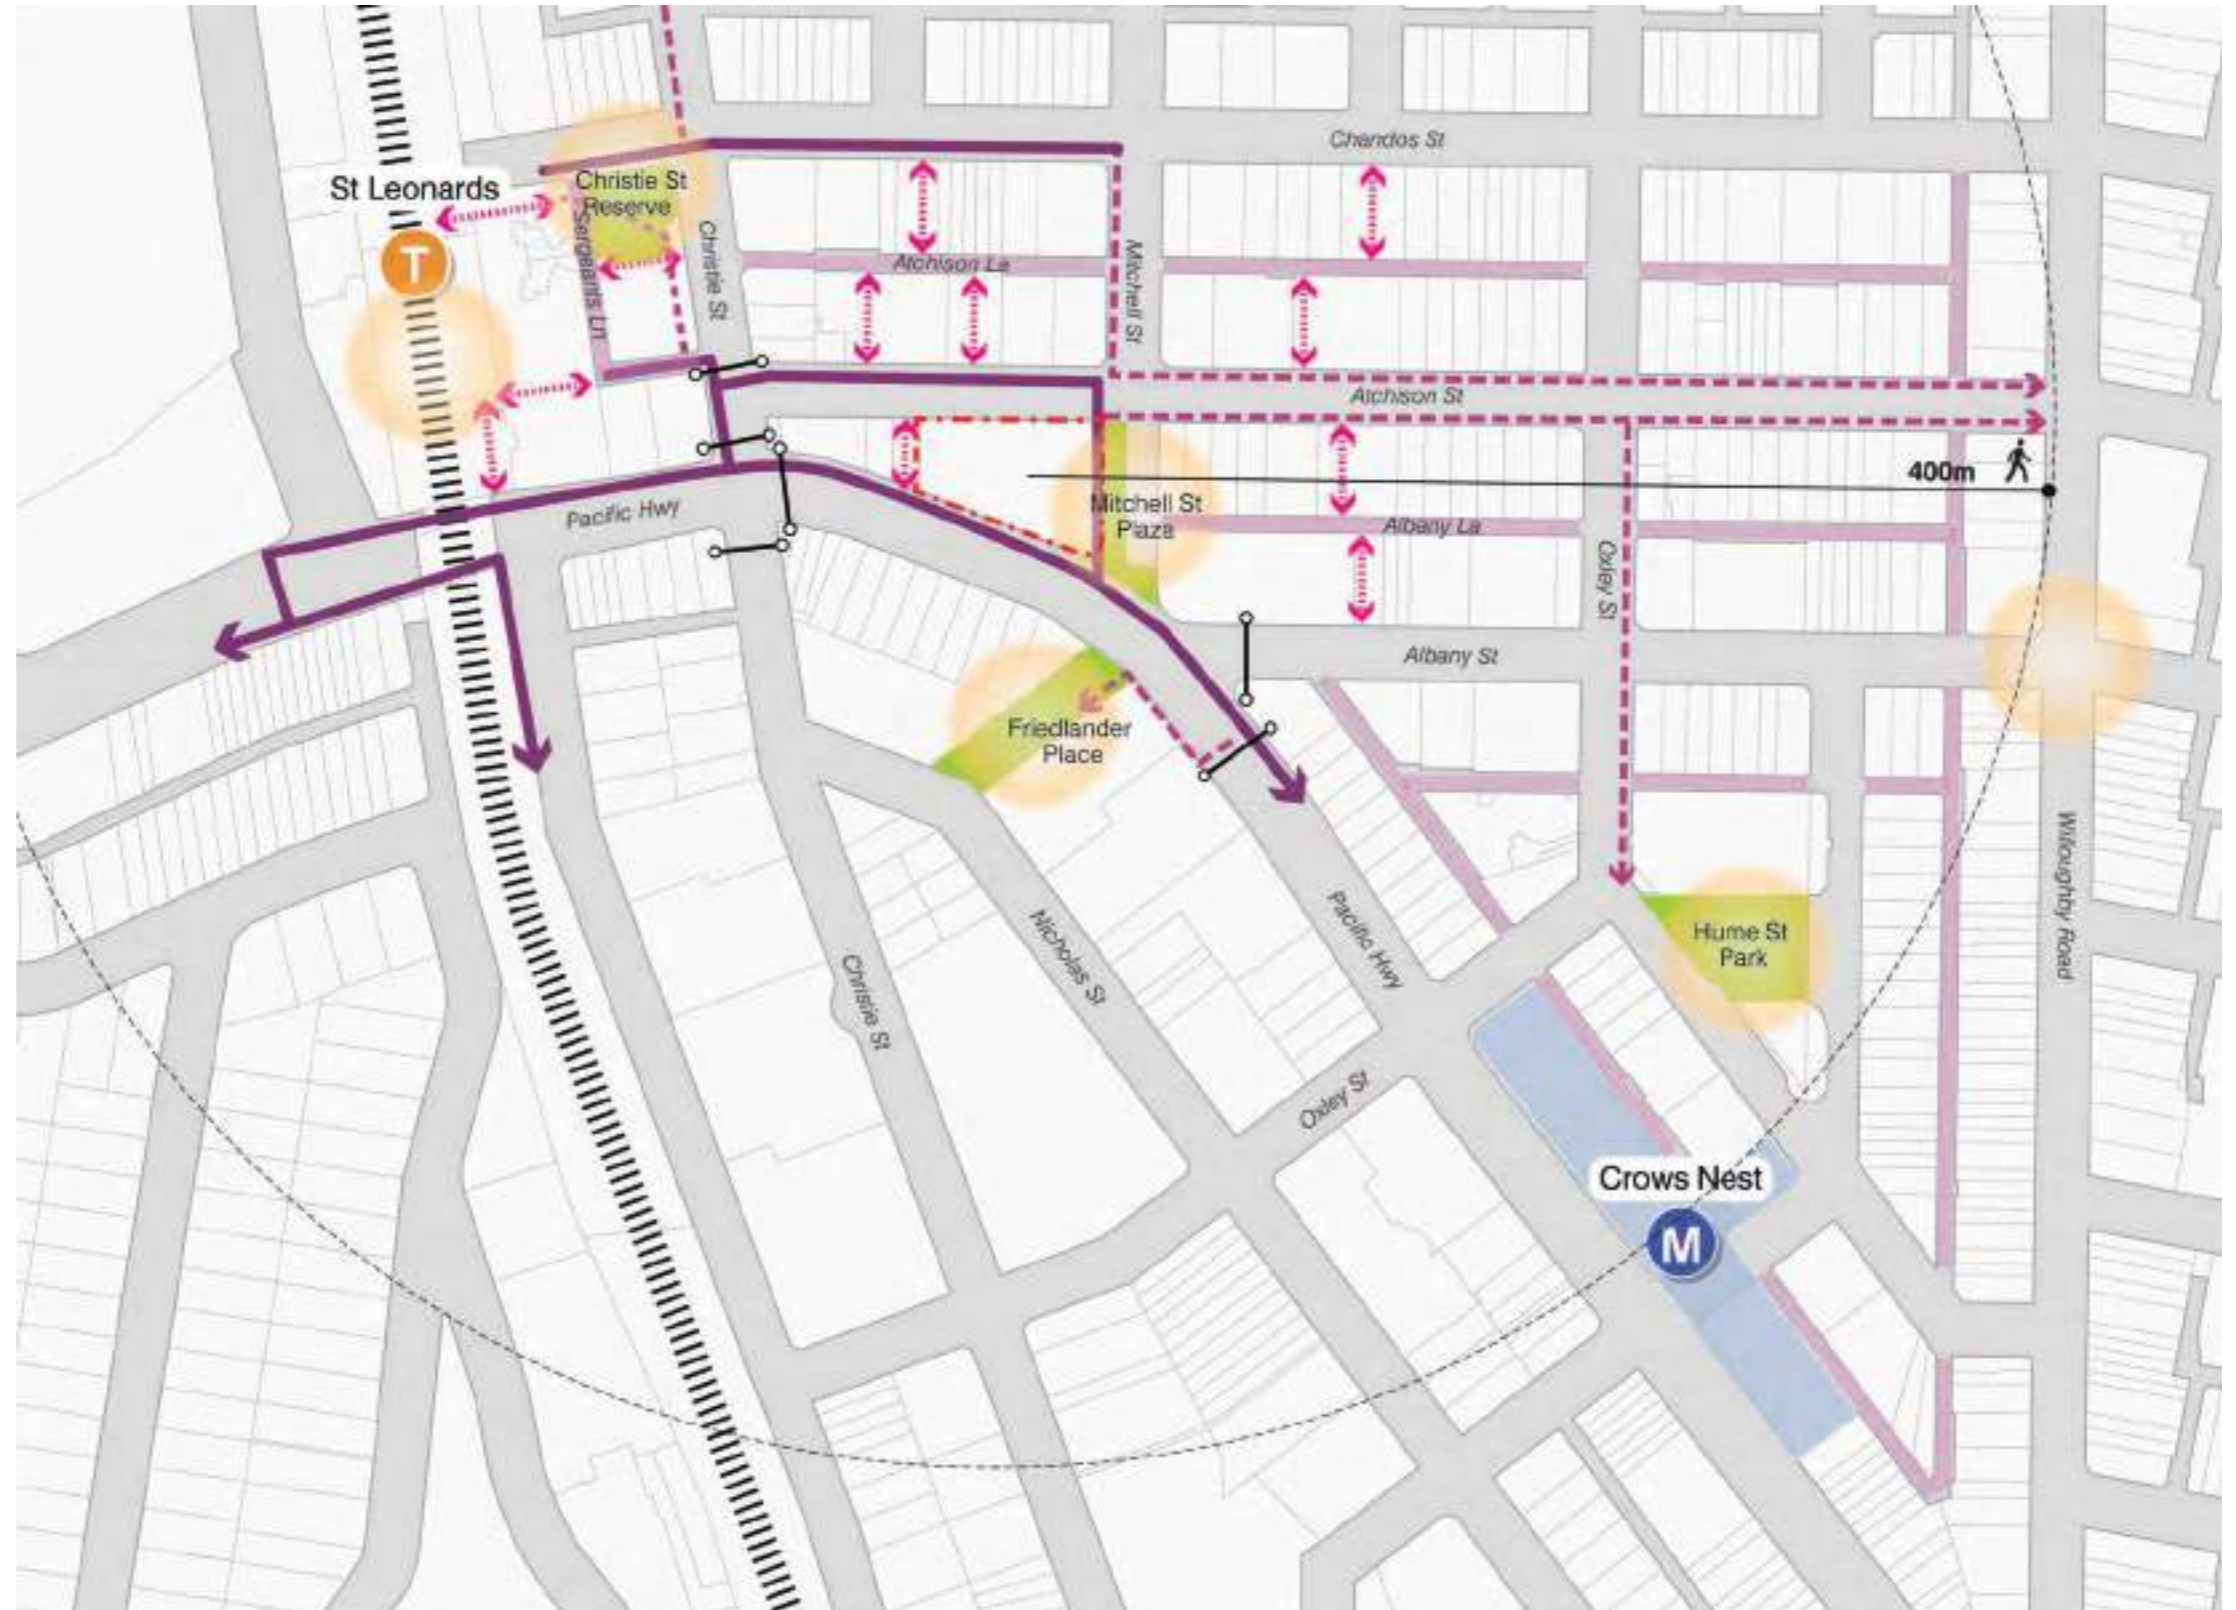 Chandos St
St Leonards
Christie St
Reserve
T
Sergeants Ln
Christie St
Atchison La
Mitchell St
Atchison St
400m
Pacific Hwy
Mitchell St
Plaza
Albany La
Oxley St
Albany St
Friedlander
Place
Willoughby Road
Nicholas St
Pacific Hwy
Hume St
Park
Christie St
Oxley St
Crows Nest
M